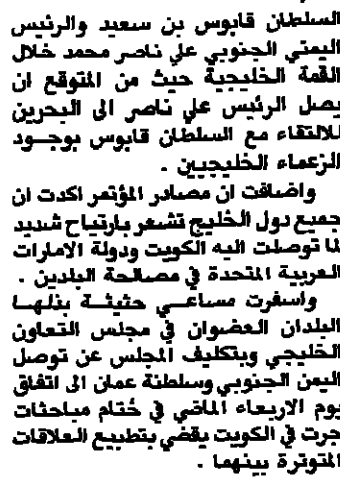 السلطان قابوس بن سعيد والرئيس
اليمني الجنوبي علي ناصر محمد خلال
القمة الخليجية حيث من المتوقع ان
يصل الرئيس علي ناصر الى البحرين
للالتقاء مع السلطان قابوس بوجود
الزعماء الخليجيين .
واضافت ان مصادر المؤتمر اكدت ان
جميع دول الخليج تشعر بارتياح شديد
لما توصلت اليه الكويت ودولة الامارات
العربية المتحدة في مصالحة البلدين .
واسفرت مساعي حثيثة بذلها
البلدان العضوان في مجلس التعاون
الخليجي وبتكليف المجلس عن توصل
اليمن الجنوبي وسلطنة عمان الى اتفاق
يوم الاربعاء الماضي في ختام مباحثات
جرت في الكويت يقضي بتطبيع العلاقات
المتوترة بينهما .